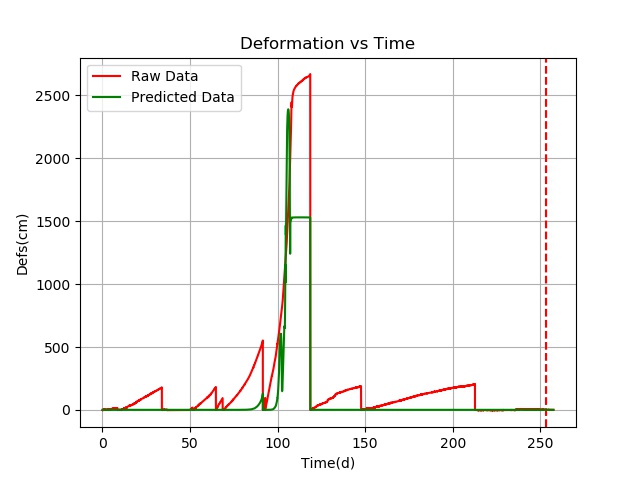 Deformation vs Time
Raw Data
Predicted Data
Defs(cm)
2500
2000
1500
1000
500
0
0 50 100 150 200 250
Time(d)